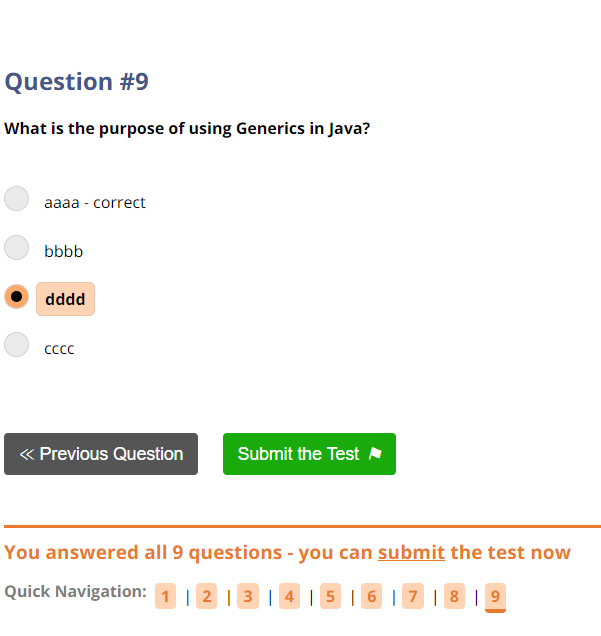 Question #9
What is the purpose of using Generics in Java?
aaaa - correct
bbbb
dddd
cccc
« Previous Question
Submit the Test ⚑
You answered all 9 questions - you can submit the test now
Quick Navigation: 1 | 2 | 3 | 4 | 5 | 6 | 7 | 8 | 9